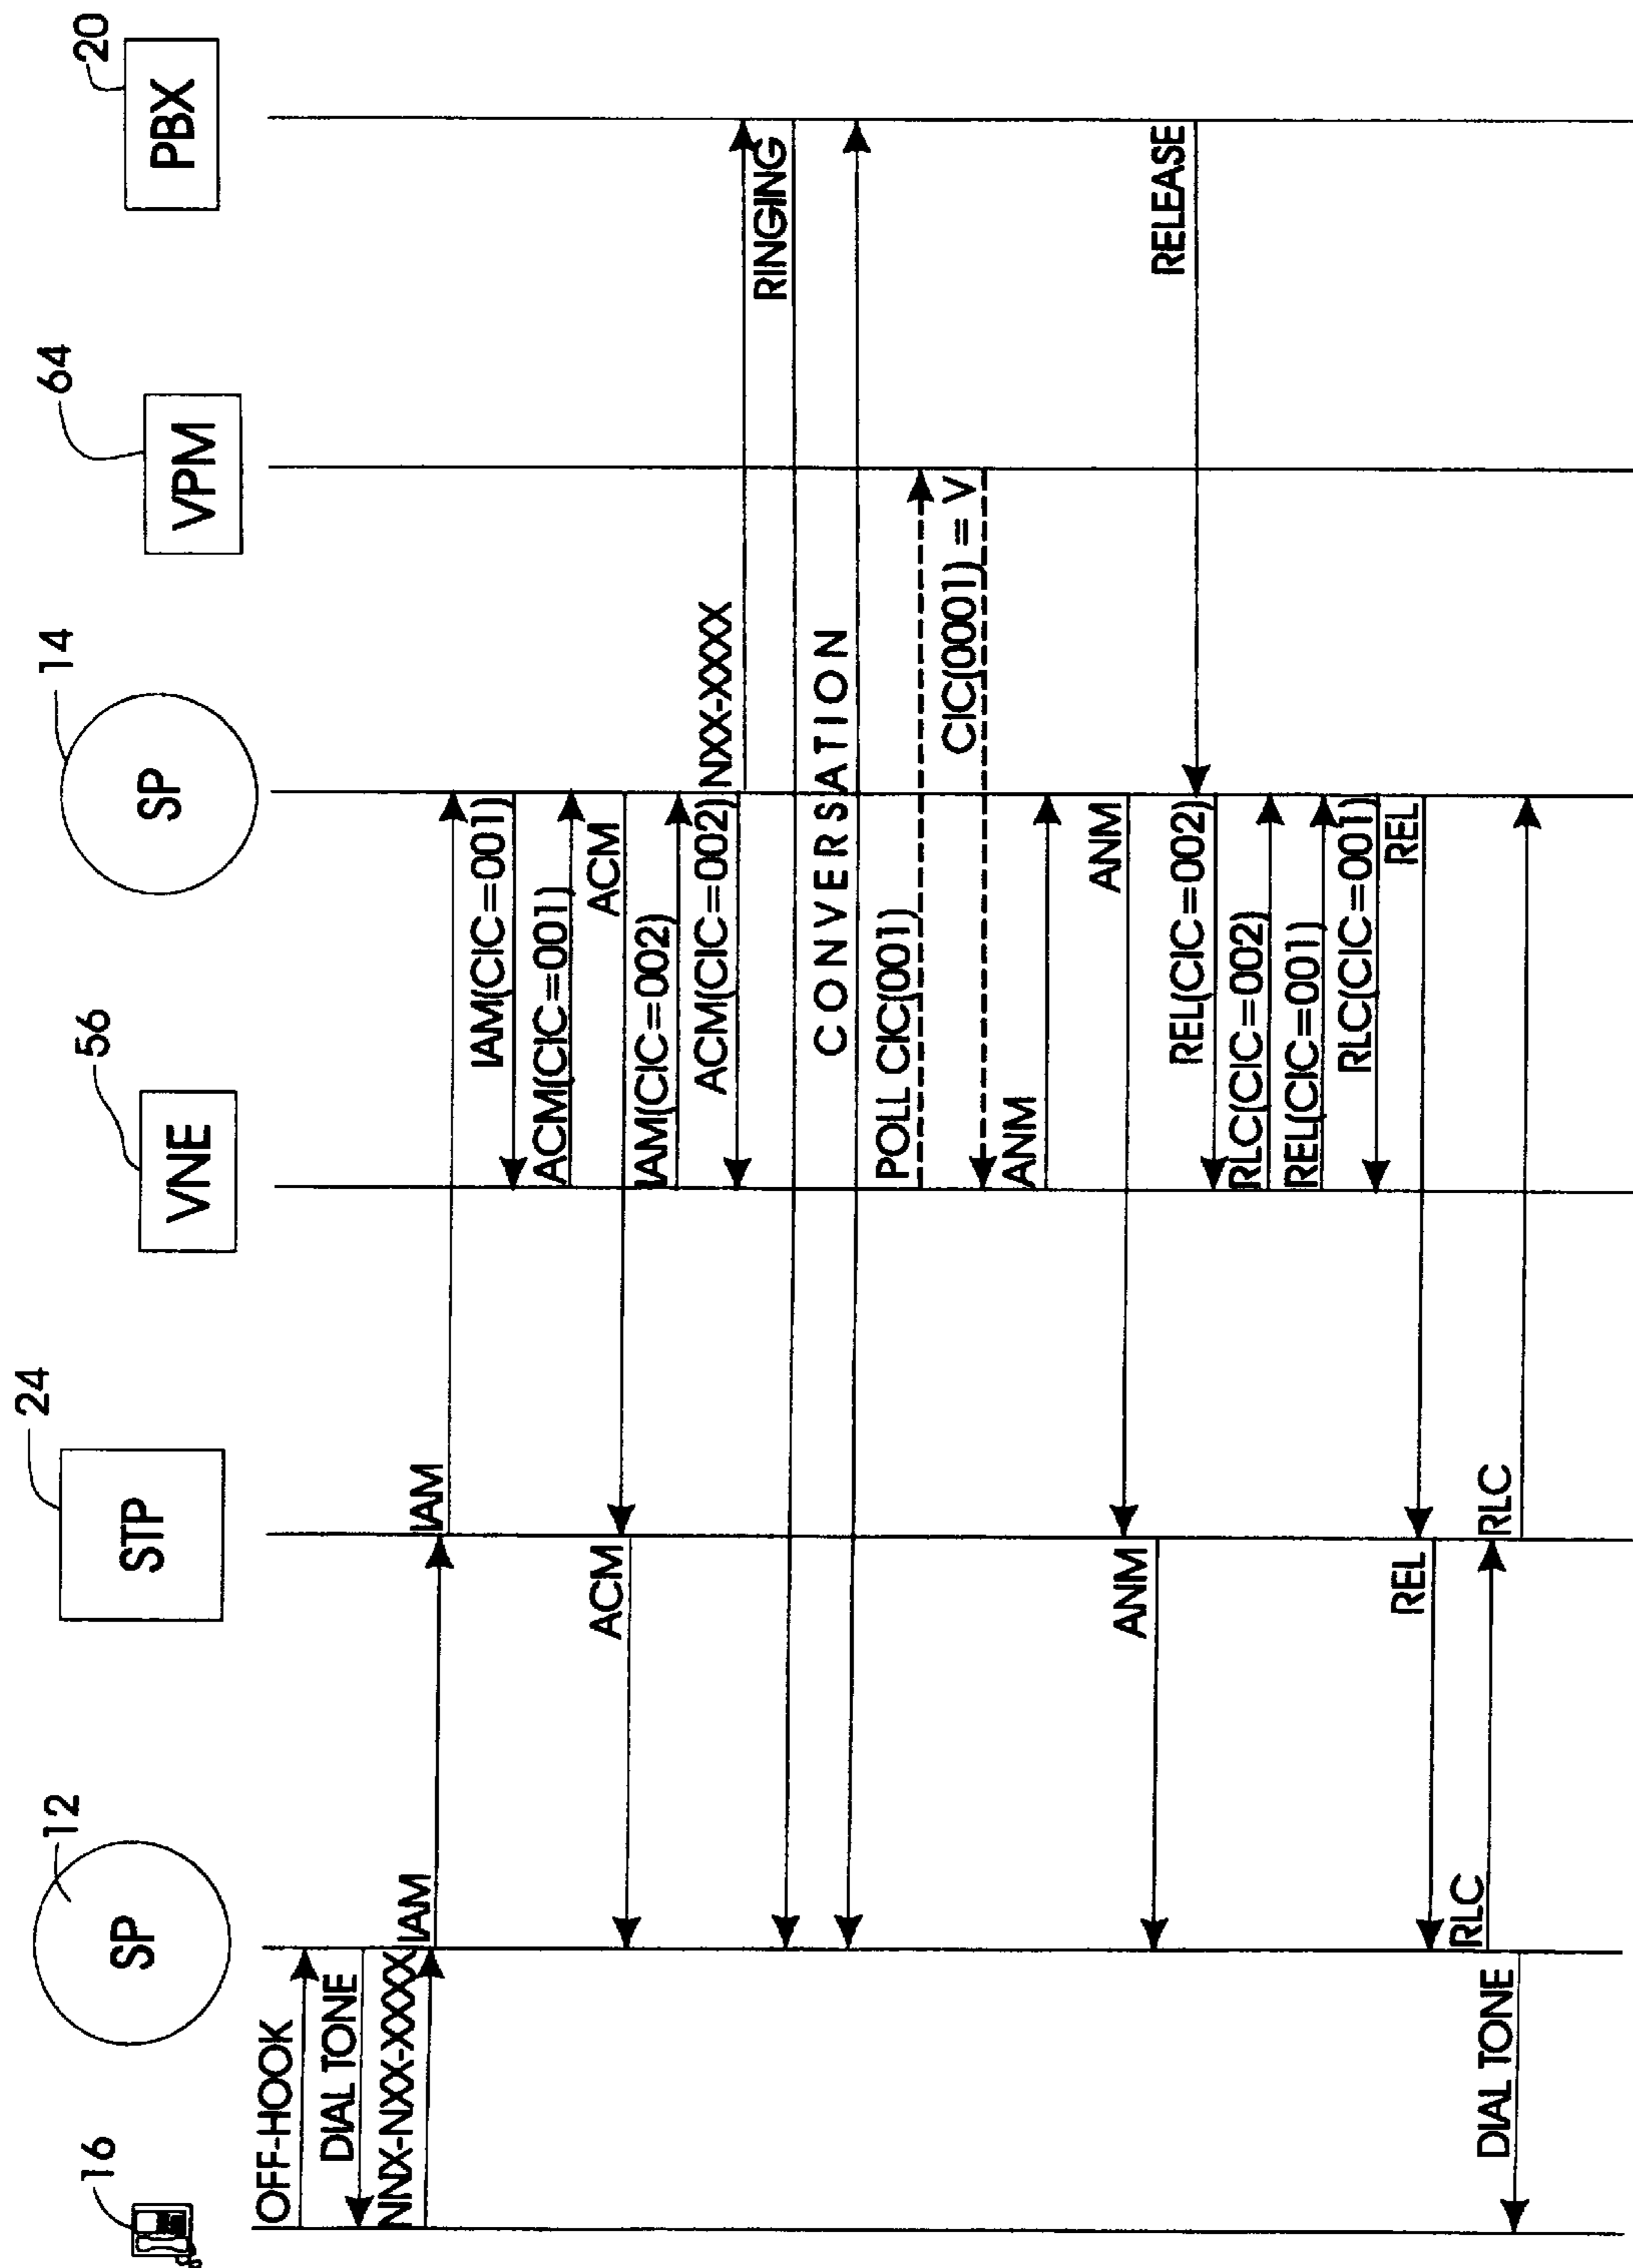 16
SP
12
STP
24
VNE
56
SP
14
VPM
64
PBX
20
OFF-HOOK
DIAL TONE
NNX-NXX-XXXX
IAM
IAM
IAM(CIC=001)
ACM(CIC=001)
ACM
ACM
IAM(CIC=002)
ACM(CIC=002)
NXX-XXXX
RINGING
CONVERSATION
POLL CIC(001)
CIC(0001) = V
ANM
ANM
ANM
RELEASE
REL(CIC=002)
RLC(CIC=002)
REL(CIC=001)
RLC(CIC=001)
REL
REL
RLC
RLC
DIAL TONE